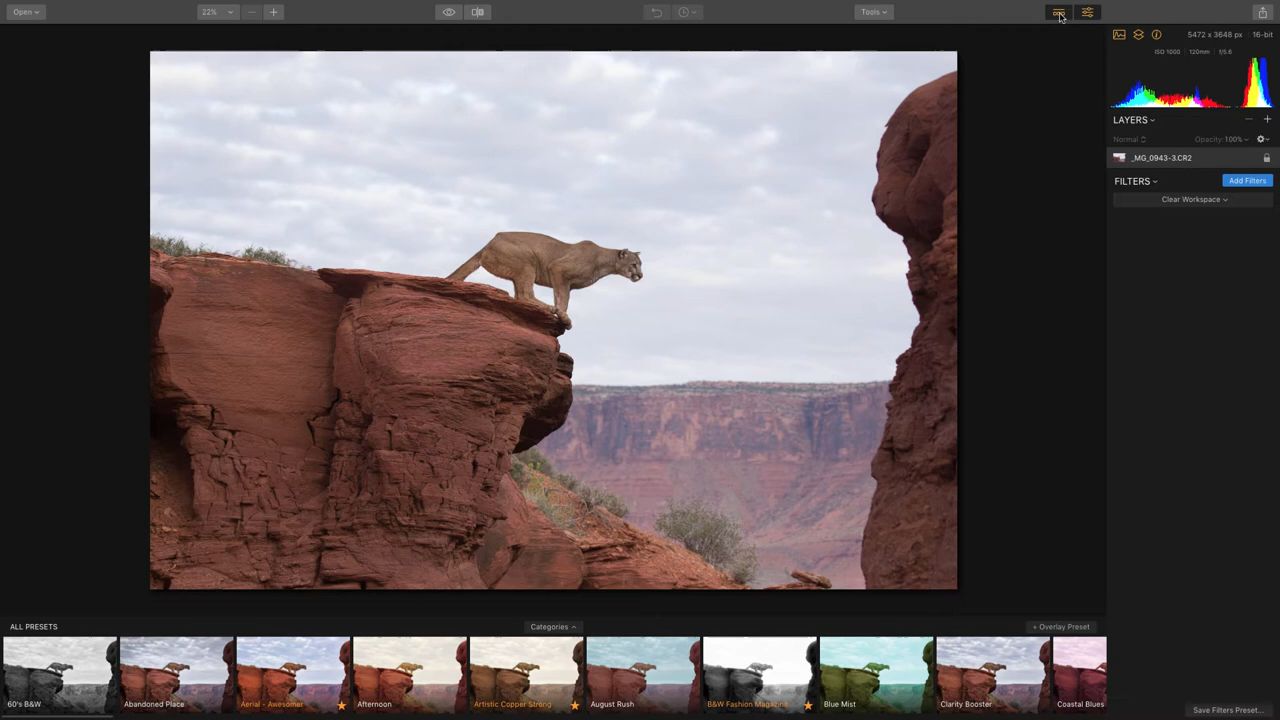 Open
22%
Tools
5472 x 3648 px 16-bit
ISO 1000 120mm f/5.6
LAYERS
Normal Opacity: 100%
_MG_0943-3.CR2
FILTERS Add Filters
Clear Workspace
ALL PRESETS Categories + Overlay Preset
60's B&W Abandoned Place Aerial - Awesomer Afternoon Artistic Copper Strong August Rush B&W Fashion Magazine Blue Mist Clarity Booster Coastal Blues
Save Filters Preset...